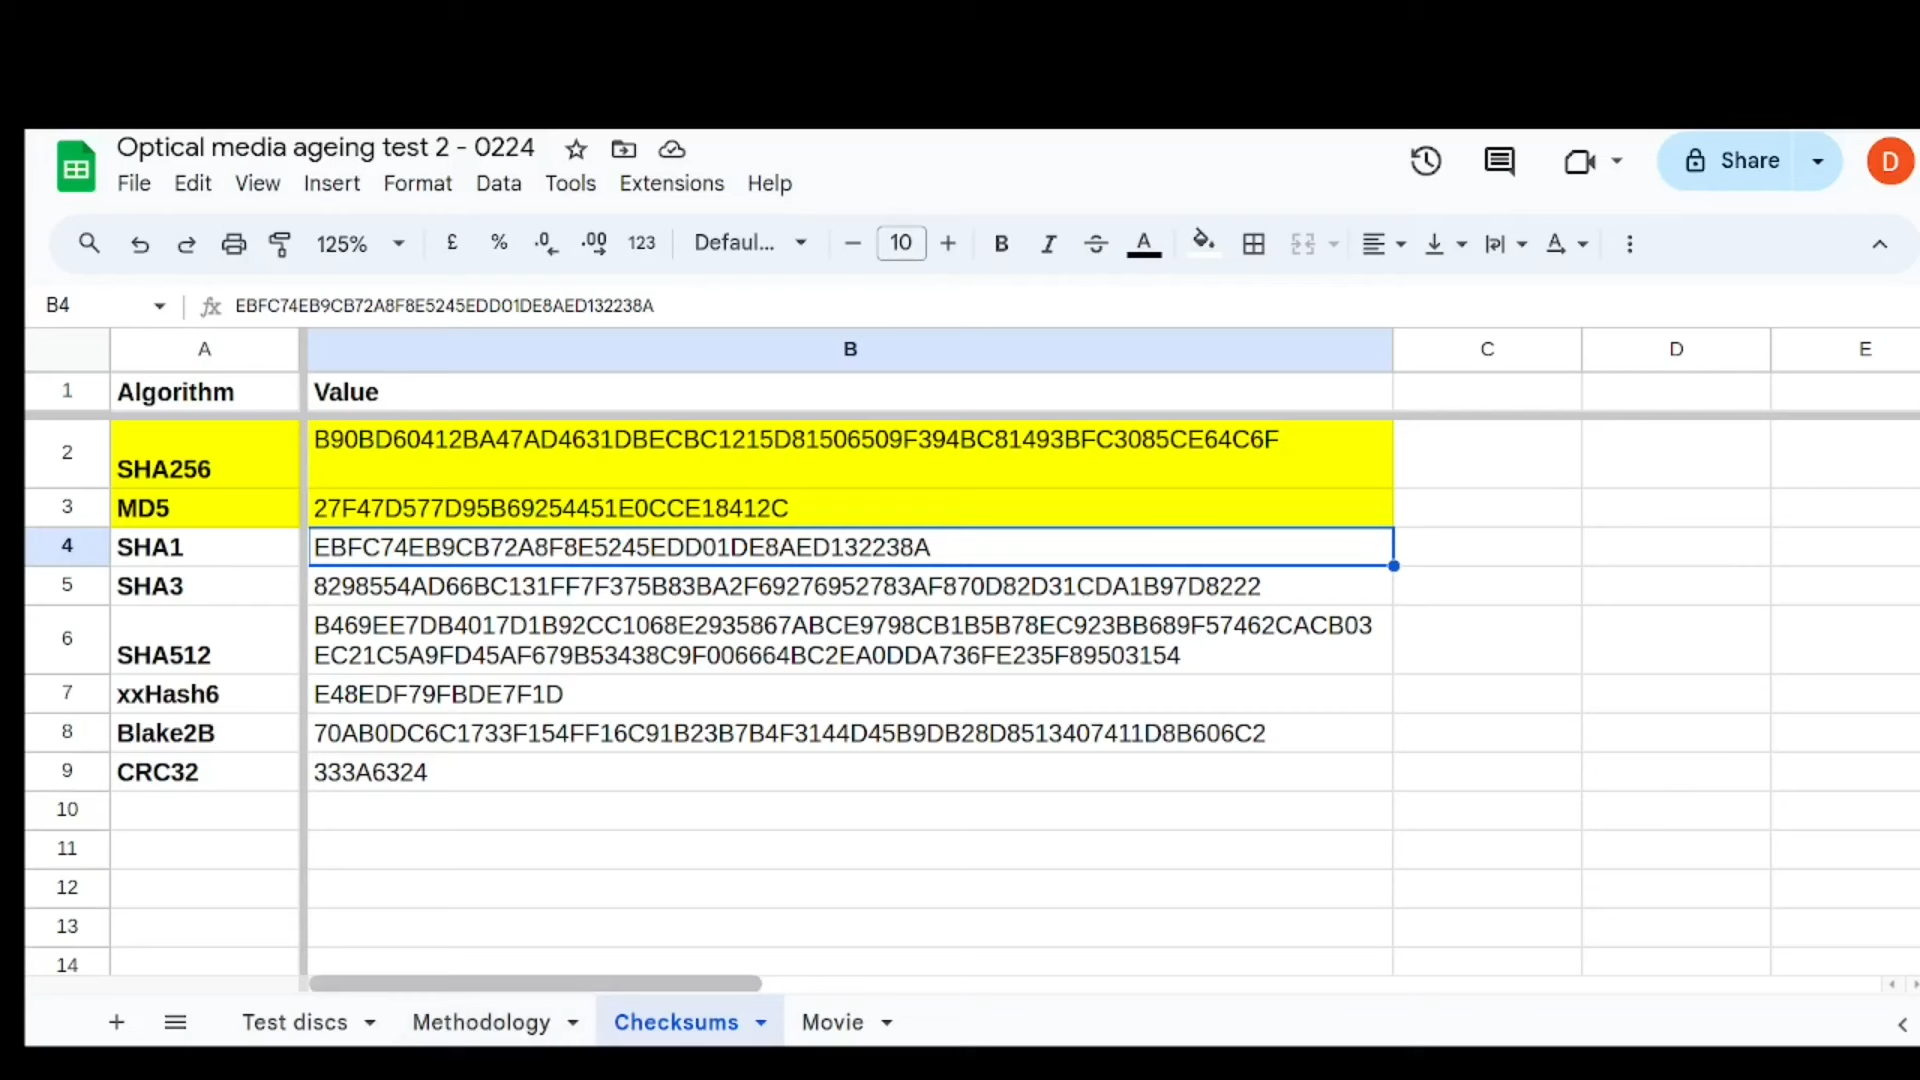 Optical media ageing test 2 - 0224
Share
D
File Edit View Insert Format Data Tools Extensions Help
125% £ % .0 .00 123 Defaul... 10 B I A A
B4 fx EBFC74EB9CB72A8F8E5245EDD01DE8AED132238A
A B C D E
1 Algorithm Value
2 SHA256 B90BD60412BA47AD4631DBECBC1215D81506509F394BC81493BFC3085CE64C6F
3 MD5 27F47D577D95B69254451E0CCE18412C
4 SHA1 EBFC74EB9CB72A8F8E5245EDD01DE8AED132238A
5 SHA3 8298554AD66BC131FF7F375B83BA2F69276952783AF870D82D31CDA1B97D8222
6 SHA512 B469EE7DB4017D1B92CC1068E2935867ABCE9798CB1B5B78EC923BB689F57462CACB03
EC21C5A9FD45AF679B53438C9F006664BC2EA0DDA736FE235F89503154
7 xxHash6 E48EDF79FBDE7F1D
8 Blake2B 70AB0DC6C1733F154FF16C91B23B7B4F3144D45B9DB28D8513407411D8B606C2
9 CRC32 333A6324
10
11
12
13
14
Test discs Methodology Checksums Movie